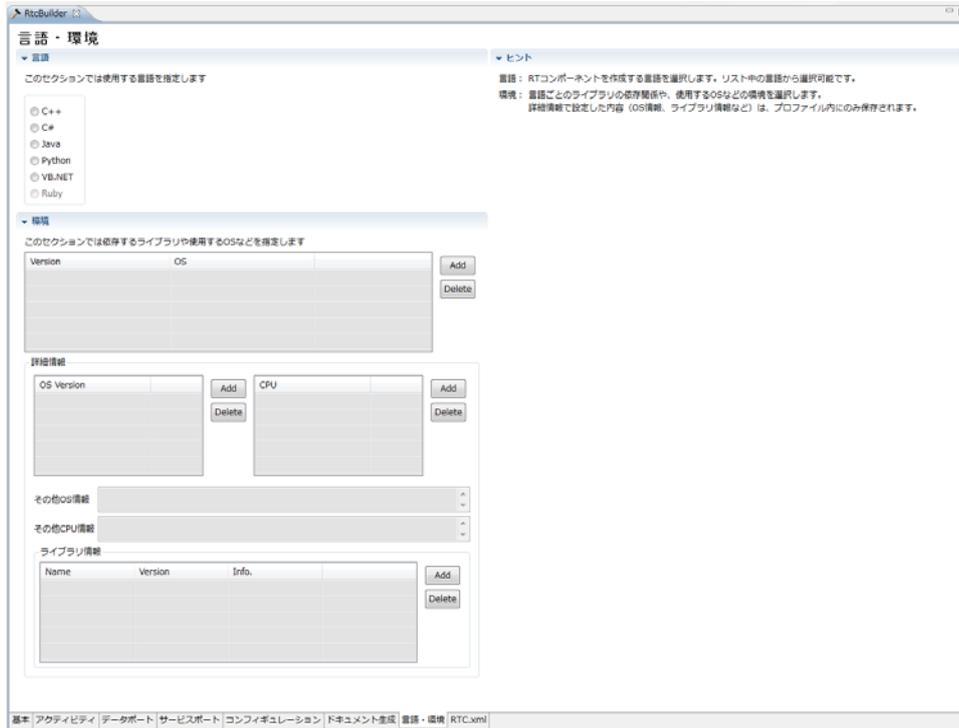 RtcBuilder
言語・環境
言語
このセクションでは使用する言語を指定します
C++
C#
Java
Python
VB.NET
Ruby
環境
このセクションでは依存するライブラリや使用するOSなどを指定します
Version OS
Add
Delete
詳細情報
OS Version
Add
Delete
CPU
Add
Delete
その他OS情報
その他CPU情報
ライブラリ情報
Name Version Info.
Add
Delete
ヒント
言語： RTコンポーネントを作成する言語を選択します。リスト中の言語から選択可能です。
環境： 言語ごとのライブラリの依存関係や、使用するOSなどの環境を選択します。
詳細情報で設定した内容（OS情報、ライブラリ情報など）は、プロファイル内にのみ保存されます。
基本 アクティビティ データポート サービスポート コンフィギュレーション ドキュメント生成 言語・環境 RTC.xml